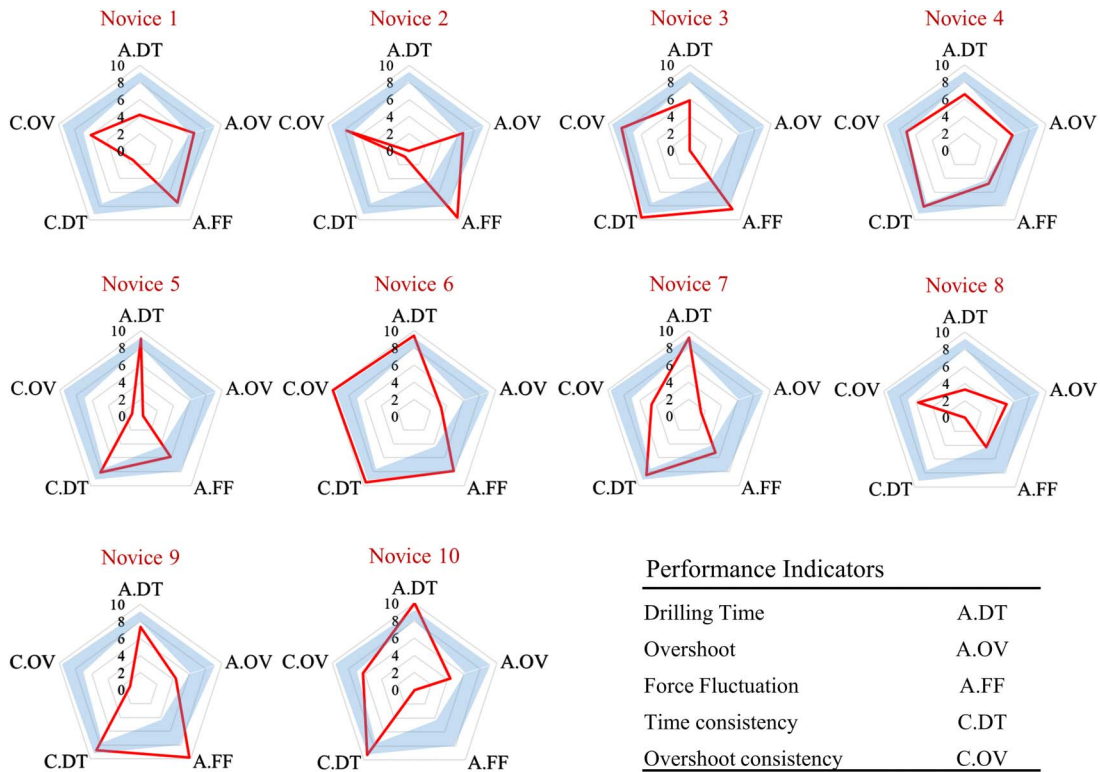 Novice 1
A.DT
10
8
6
4
2
0
C.OV
A.OV
C.DT
A.FF
Novice 2
A.DT
10
8
6
4
2
0
C.OV
A.OV
C.DT
A.FF
Novice 3
A.DT
10
8
6
4
2
0
C.OV
A.OV
C.DT
A.FF
Novice 4
A.DT
10
8
6
4
2
0
C.OV
A.OV
C.DT
A.FF
Novice 5
A.DT
10
8
6
4
2
0
C.OV
A.OV
C.DT
A.FF
Novice 6
A.DT
10
8
6
4
2
0
C.OV
A.OV
C.DT
A.FF
Novice 7
A.DT
10
8
6
4
2
0
C.OV
A.OV
C.DT
A.FF
Novice 8
A.DT
10
8
6
4
2
0
C.OV
A.OV
C.DT
A.FF
Novice 9
A.DT
10
8
6
4
2
0
C.OV
A.OV
C.DT
A.FF
Novice 10
A.DT
10
8
6
4
2
0
C.OV
A.OV
C.DT
A.FF
Performance Indicators
Drilling Time A.DT
Overshoot A.OV
Force Fluctuation A.FF
Time consistency C.DT
Overshoot consistency C.OV